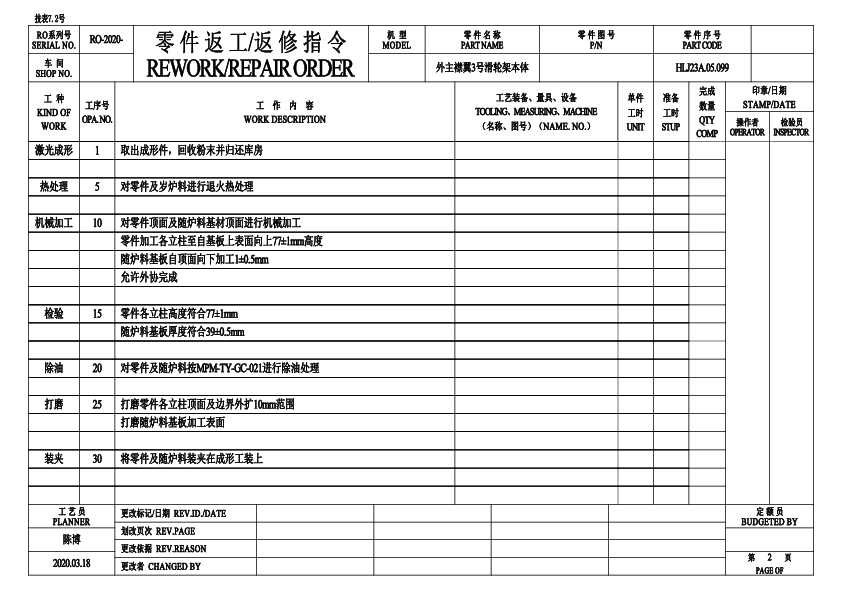 技表7.2号
RO系列号 SERIAL NO. RO-2020- 零件返工/返修指令 机 型 MODEL 零件名称 PART NAME 零件图号 P/N 零件序号 PART CODE
车 间 SHOP NO. REWORK/REPAIR ORDER 外主襟翼3号滑轮架本体 HLJ23A.05.099
工 种 KIND OF WORK 工序号 OPA.NO. 工 作 内 容 WORK DESCRIPTION 工艺装备、量具、设备 TOOLING、MEASURING、MACHINE （名称、图号）（NAME. NO.） 单件工时 UNIT 准备工时 STUP 完成数量 QTY COMP 印章/日期 STAMP/DATE
操作者 OPERATOR 检验员 INSPECTOR
激光成形 1 取出成形件，回收粉末并归还库房
热处理 5 对零件及岁炉料进行退火热处理
机械加工 10 对零件顶面及随炉料基材顶面进行机械加工
零件加工各立柱至自基板上表面向上77±1mm高度
随炉料基板自顶面向下加工1±0.5mm
允许外协完成
检验 15 零件各立柱高度符合77±1mm
随炉料基板厚度符合39±0.5mm
除油 20 对零件及随炉料按MPM-TY-GC-021进行除油处理
打磨 25 打磨零件各立柱顶面及边界外扩10mm范围
打磨随炉料基板加工表面
装夹 30 将零件及随炉料装夹在成形工装上
工 艺 员 PLANNER 更改标记/日期 REV.ID./DATE 定 额 员 BUDGETED BY
陈博 划改页次 REV.PAGE
更改依据 REV.REASON
2020.03.18 更改者 CHANGED BY 第 2 页 PAGE OF